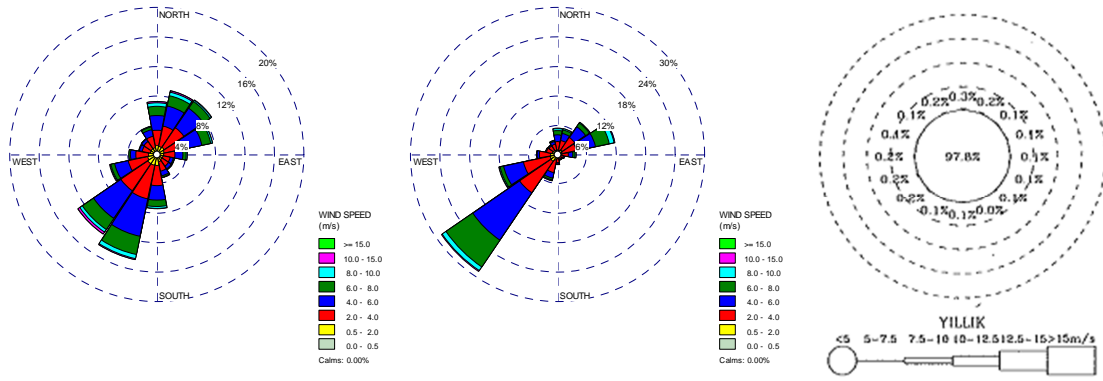 NORTH
20%
16%
12%
8%
4%
WEST
EAST
SOUTH
WIND SPEED
(m/s)
>= 15.0
10.0 - 15.0
8.0 - 10.0
6.0 - 8.0
4.0 - 6.0
2.0 - 4.0
0.5 - 2.0
0.0 - 0.5
Calms: 0.00%
NORTH
30%
24%
18%
12%
6%
WEST
EAST
SOUTH
WIND SPEED
(m/s)
>= 15.0
10.0 - 15.0
8.0 - 10.0
6.0 - 8.0
4.0 - 6.0
2.0 - 4.0
0.5 - 2.0
0.0 - 0.5
Calms: 0.00%
0.2% 0.3% 0.2%
0.1% 0.1%
0.1%
0.2% 97.8% 0.1%
0.2% 0.1%
0.2% 0.1%
0.1% 0.1% 0.0%
YILLIK
<5 5-7.5 7.5-10 10-12.5 12.5-15 >15m/s